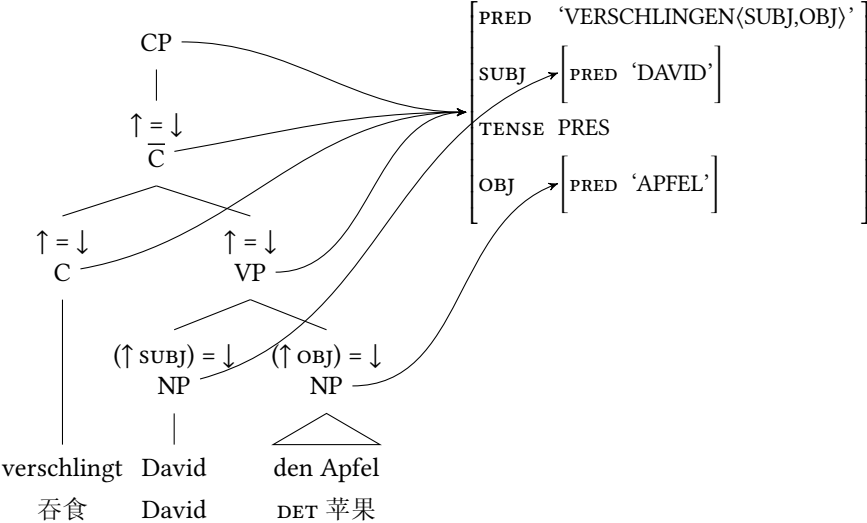 PRED ‘VERSCHLINGEN⟨SUBJ,OBJ⟩’
CP
SUBJ PRED ‘DAVID’
↑ = ↓
TENSE PRES
C̅
OBJ PRED ‘APFEL’
↑ = ↓ ↑ = ↓
C VP
(↑ SUBJ) = ↓ (↑ OBJ) = ↓
NP NP
verschlingt David den Apfel
吞食 David DET 苹果